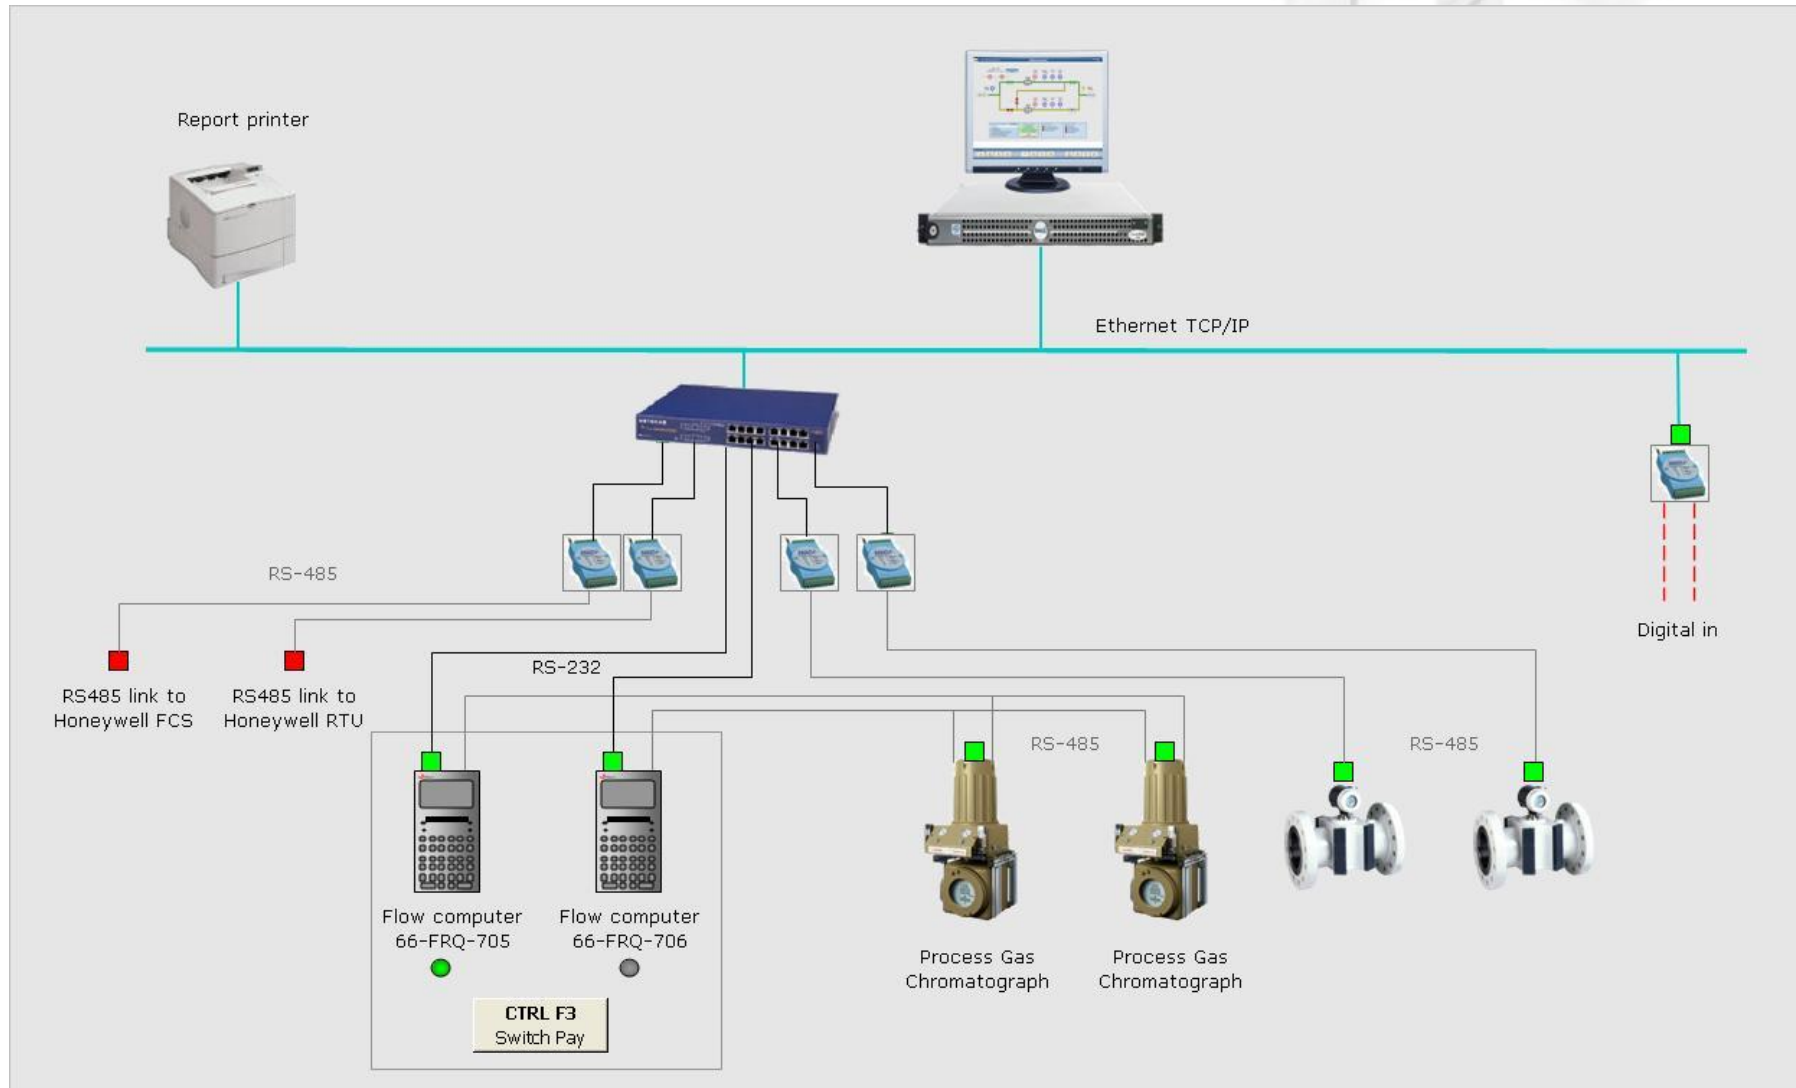 Report printer
Ethernet TCP/IP
RS-485
Digital in
RS-232
RS485 link to
Honeywell FCS
RS485 link to
Honeywell RTU
RS-485
RS-485
Flow computer
66-FRQ-705
Flow computer
66-FRQ-706
Process Gas
Chromatograph
Process Gas
Chromatograph
CTRL F3
Switch Pay